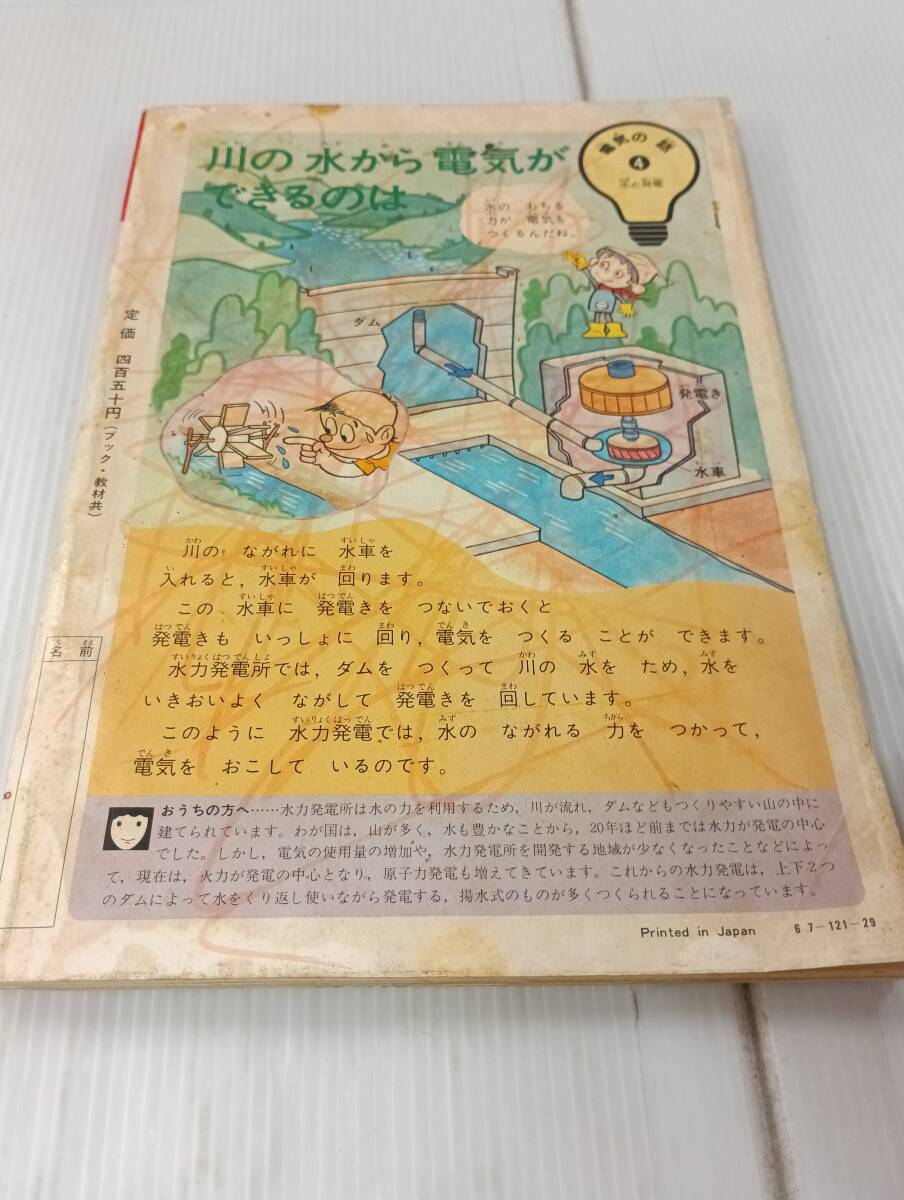 川の 水から 電気が
できるのは
電気の 話
4
水の おちる
力が 電気を
つくるんだね。
ダム
発電き
水車
定価 四百五十円(ブック・教材共)
川の ながれに 水車を
入れると,水車が 回ります。
この 水車に 発電きを つないでおくと
発電きも いっしょに 回り,電気を つくる ことが できます。
水力発電所では,ダムを つくって 川の 水を ため,水を
いきおいよく ながして 発電きを 回しています。
このように 水力発電では,水の ながれる 力を つかって,
電気を おこして いるのです。
名前
おうちの方へ……水力発電所は水の力を利用するため,川が流れ,ダムなどもつくりやすい山の中に
建てられています。わが国は,山が多く,水も豊かなことから,20年ほど前までは水力が発電の中心
でした。しかし,電気の使用量の増加や,水力発電所を開発する地域が少なくなったことなどによっ
て,現在は,火力が発電の中心となり,原子力発電も増えてきています。これからの水力発電は,上下2つ
のダムによって水をくり返し使いながら発電する,揚水式のものが多くつくられることになっています。
Printed in Japan 6 7-121-29